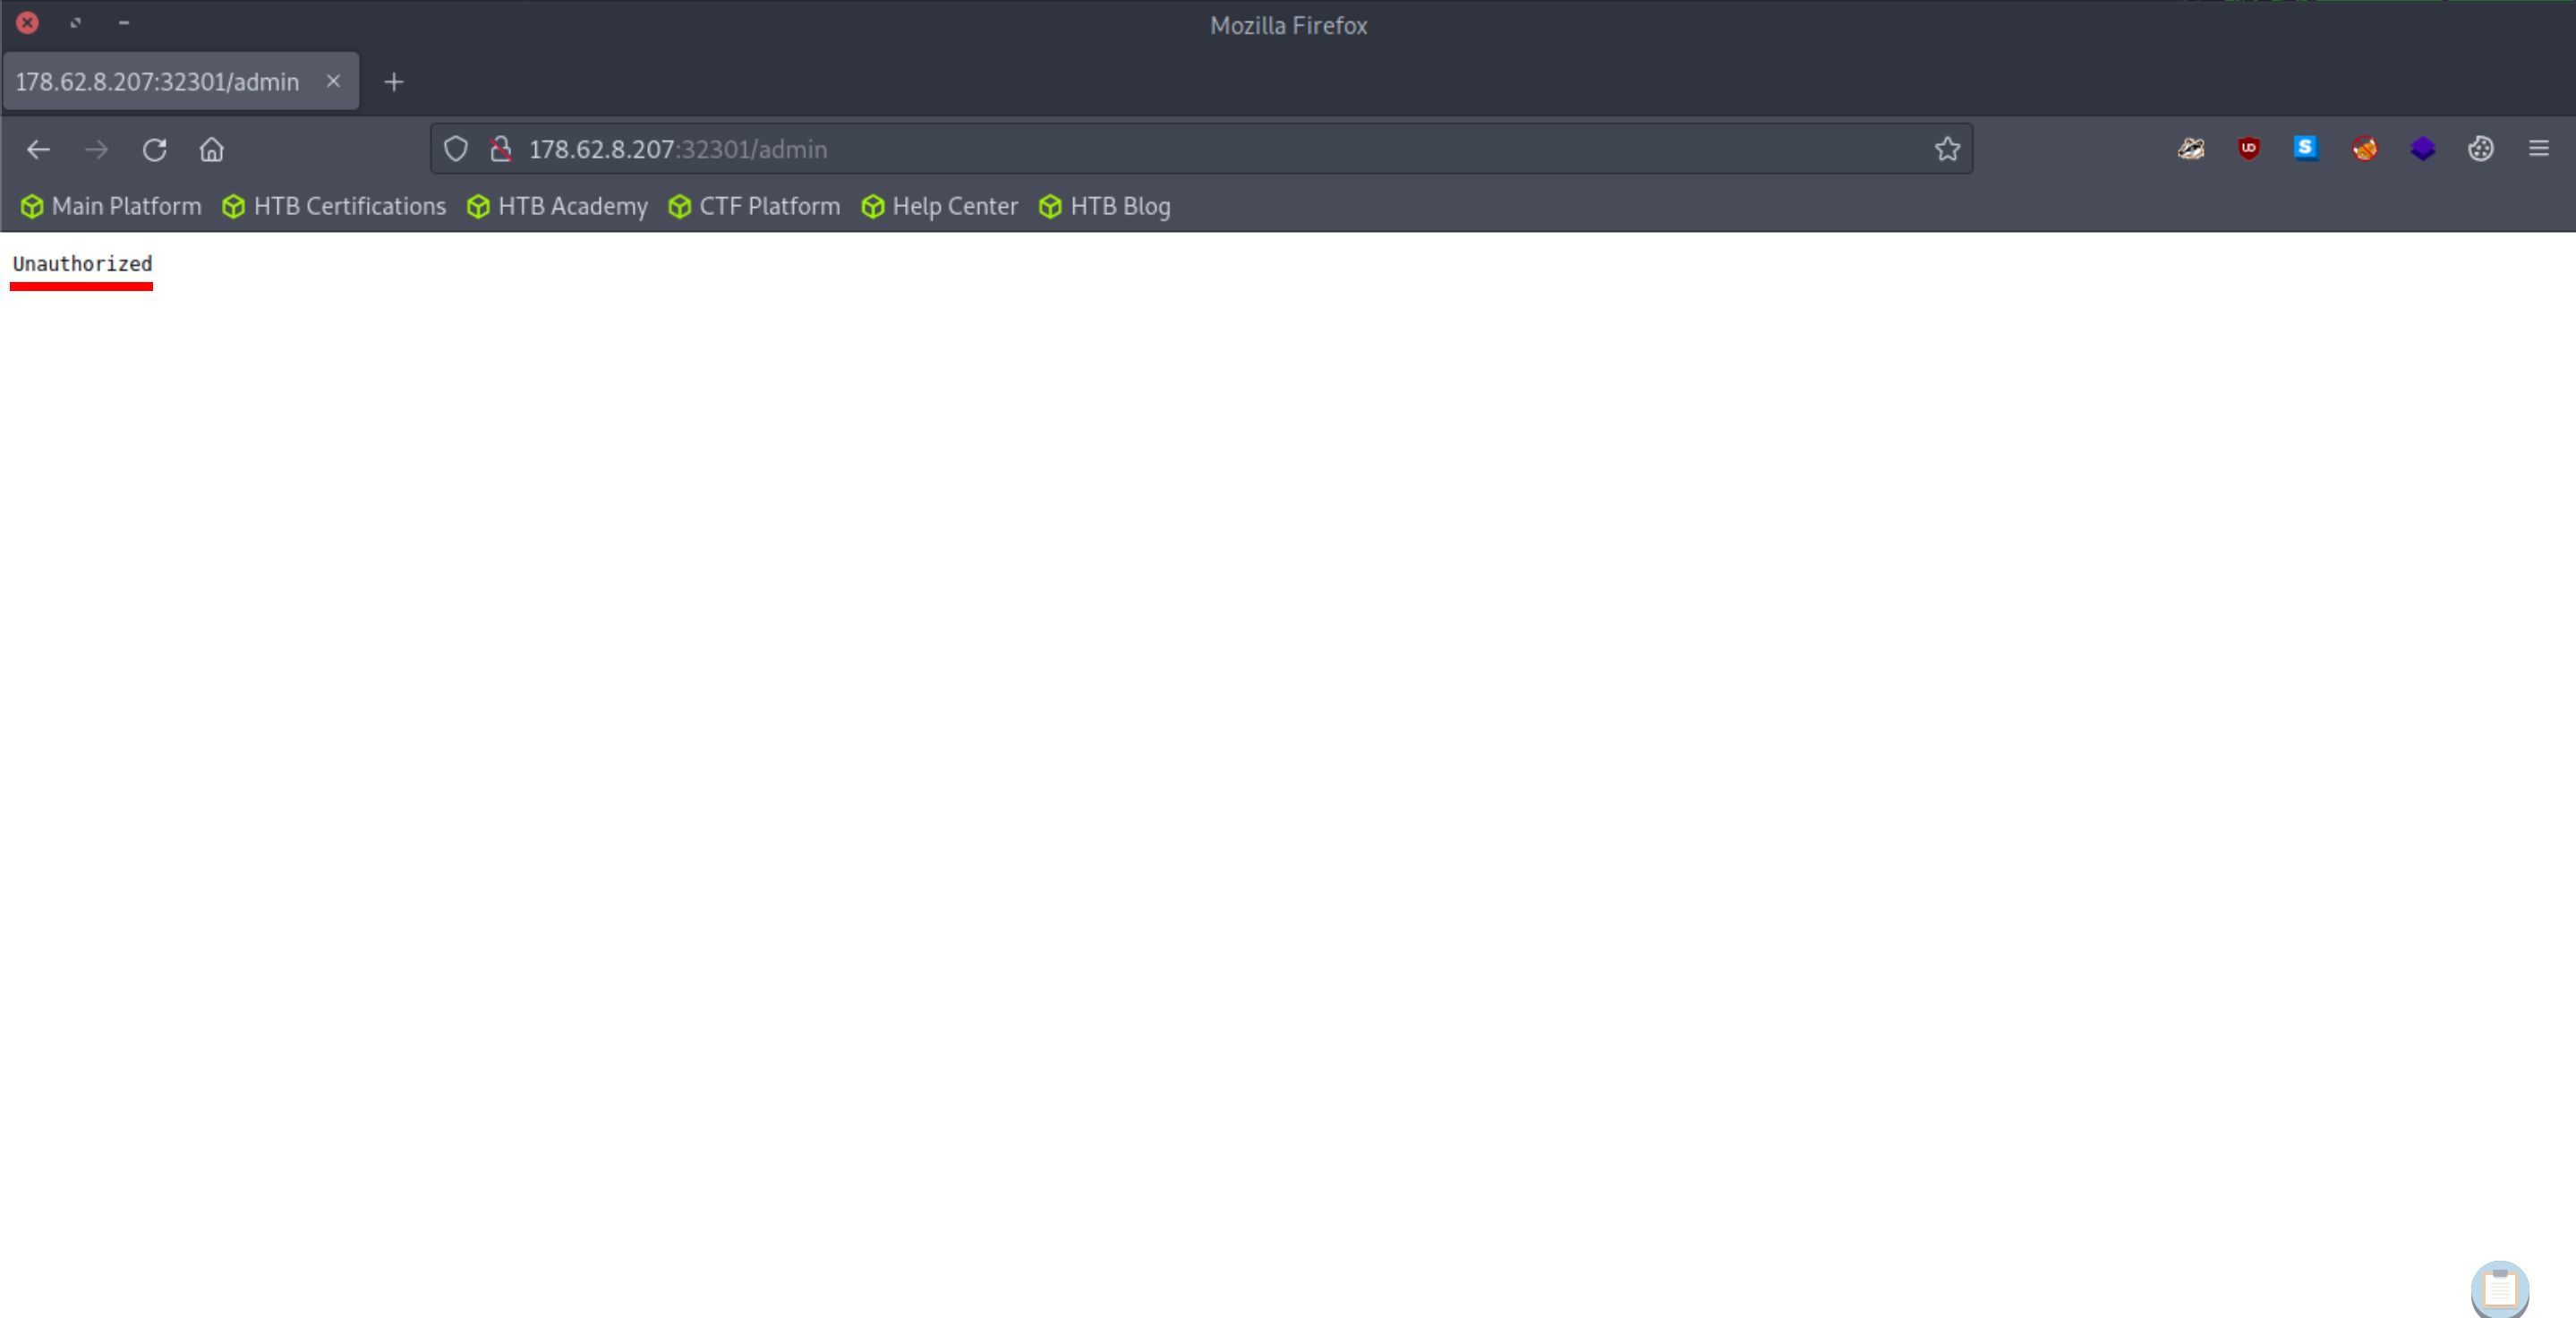 Mozilla Firefox
178.62.8.207:32301/admin
178.62.8.207:32301/admin
Main Platform HTB Certifications HTB Academy CTF Platform Help Center HTB Blog
Unauthorized